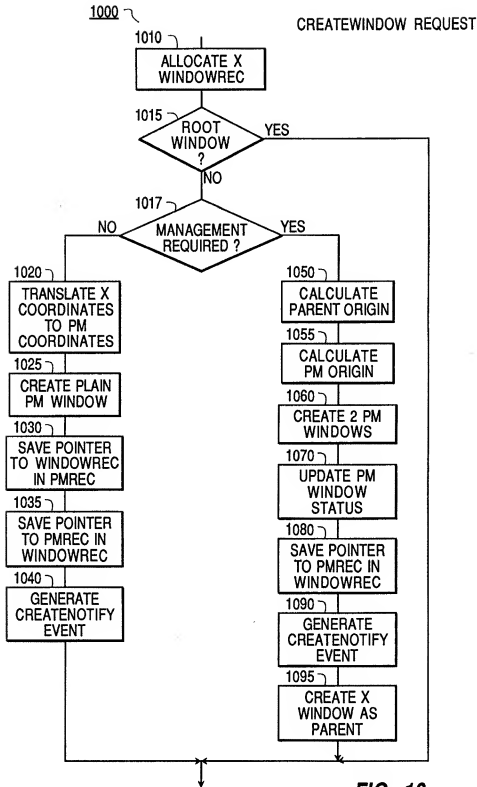 1000
CREATEWINDOW REQUEST
1010
ALLOCATE X
WINDOWREC
1015
ROOT
WINDOW
?
YES
NO
1017
MANAGEMENT
REQUIRED ?
NO
YES
1020
TRANSLATE X
COORDINATES
TO PM
COORDINATES
1025
CREATE PLAIN
PM WINDOW
1030
SAVE POINTER
TO WINDOWREC
IN PMREC
1035
SAVE POINTER
TO PMREC IN
WINDOWREC
1040
GENERATE
CREATENOTIFY
EVENT
1050
CALCULATE
PARENT ORIGIN
1055
CALCULATE
PM ORIGIN
1060
CREATE 2 PM
WINDOWS
1070
UPDATE PM
WINDOW
STATUS
1080
SAVE POINTER
TO PMREC IN
WINDOWREC
1090
GENERATE
CREATENOTIFY
EVENT
1095
CREATE X
WINDOW AS
PARENT